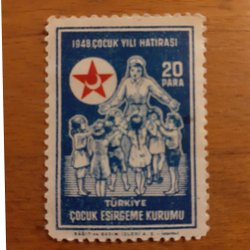 1948 ÇOCUK YILI HATIRASI
20
PARA
TÜRKİYE
ÇOCUK ESİRGEME KURUMU